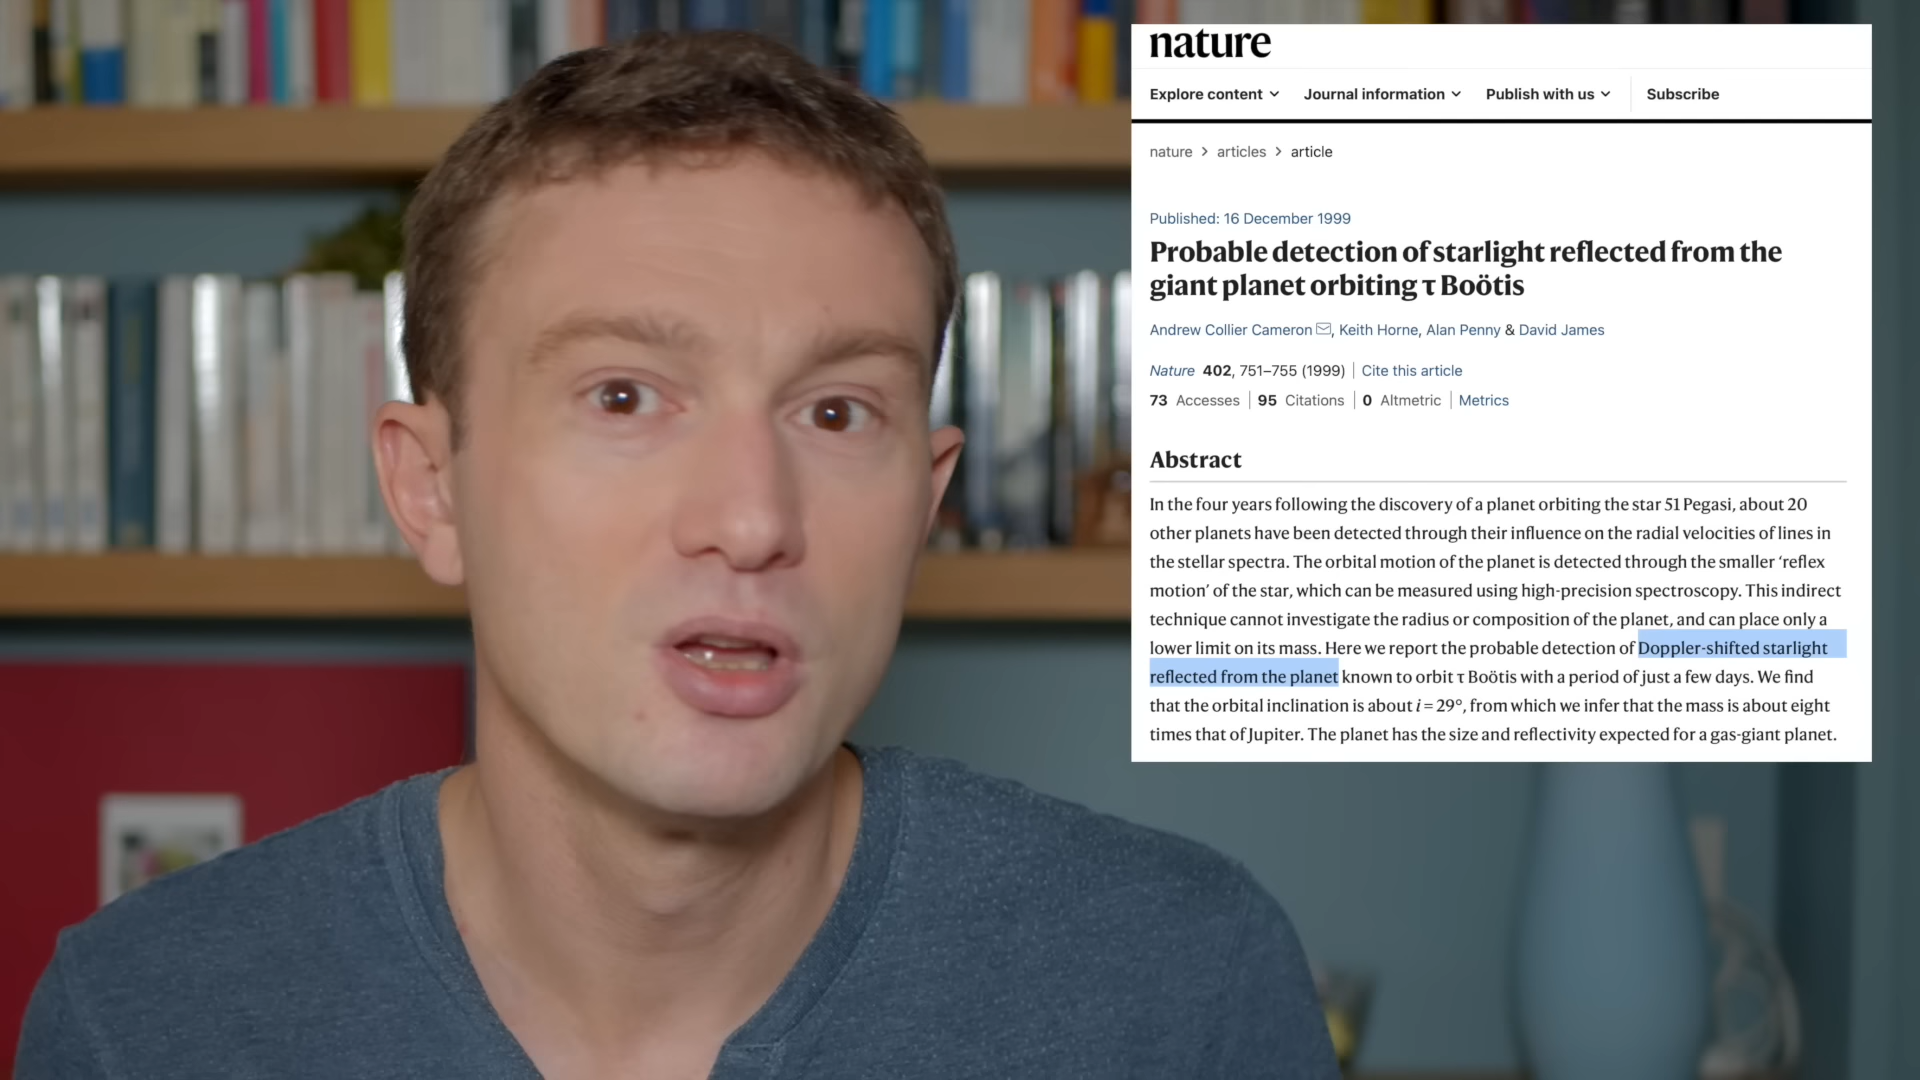 nature
Explore content Journal information Publish with us Subscribe
nature > articles > article
Published: 16 December 1999
Probable detection of starlight reflected from the
giant planet orbiting τ Boötis
Andrew Collier Cameron, Keith Horne, Alan Penny & David James
Nature 402, 751–755 (1999) | Cite this article
73 Accesses | 95 Citations | 0 Altmetric | Metrics
Abstract
In the four years following the discovery of a planet orbiting the star 51 Pegasi, about 20
other planets have been detected through their influence on the radial velocities of lines in
the stellar spectra. The orbital motion of the planet is detected through the smaller ‘reflex
motion’ of the star, which can be measured using high-precision spectroscopy. This indirect
technique cannot investigate the radius or composition of the planet, and can place only a
lower limit on its mass. Here we report the probable detection of Doppler-shifted starlight
reflected from the planet known to orbit τ Boötis with a period of just a few days. We find
that the orbital inclination is about i = 29°, from which we infer that the mass is about eight
times that of Jupiter. The planet has the size and reflectivity expected for a gas-giant planet.